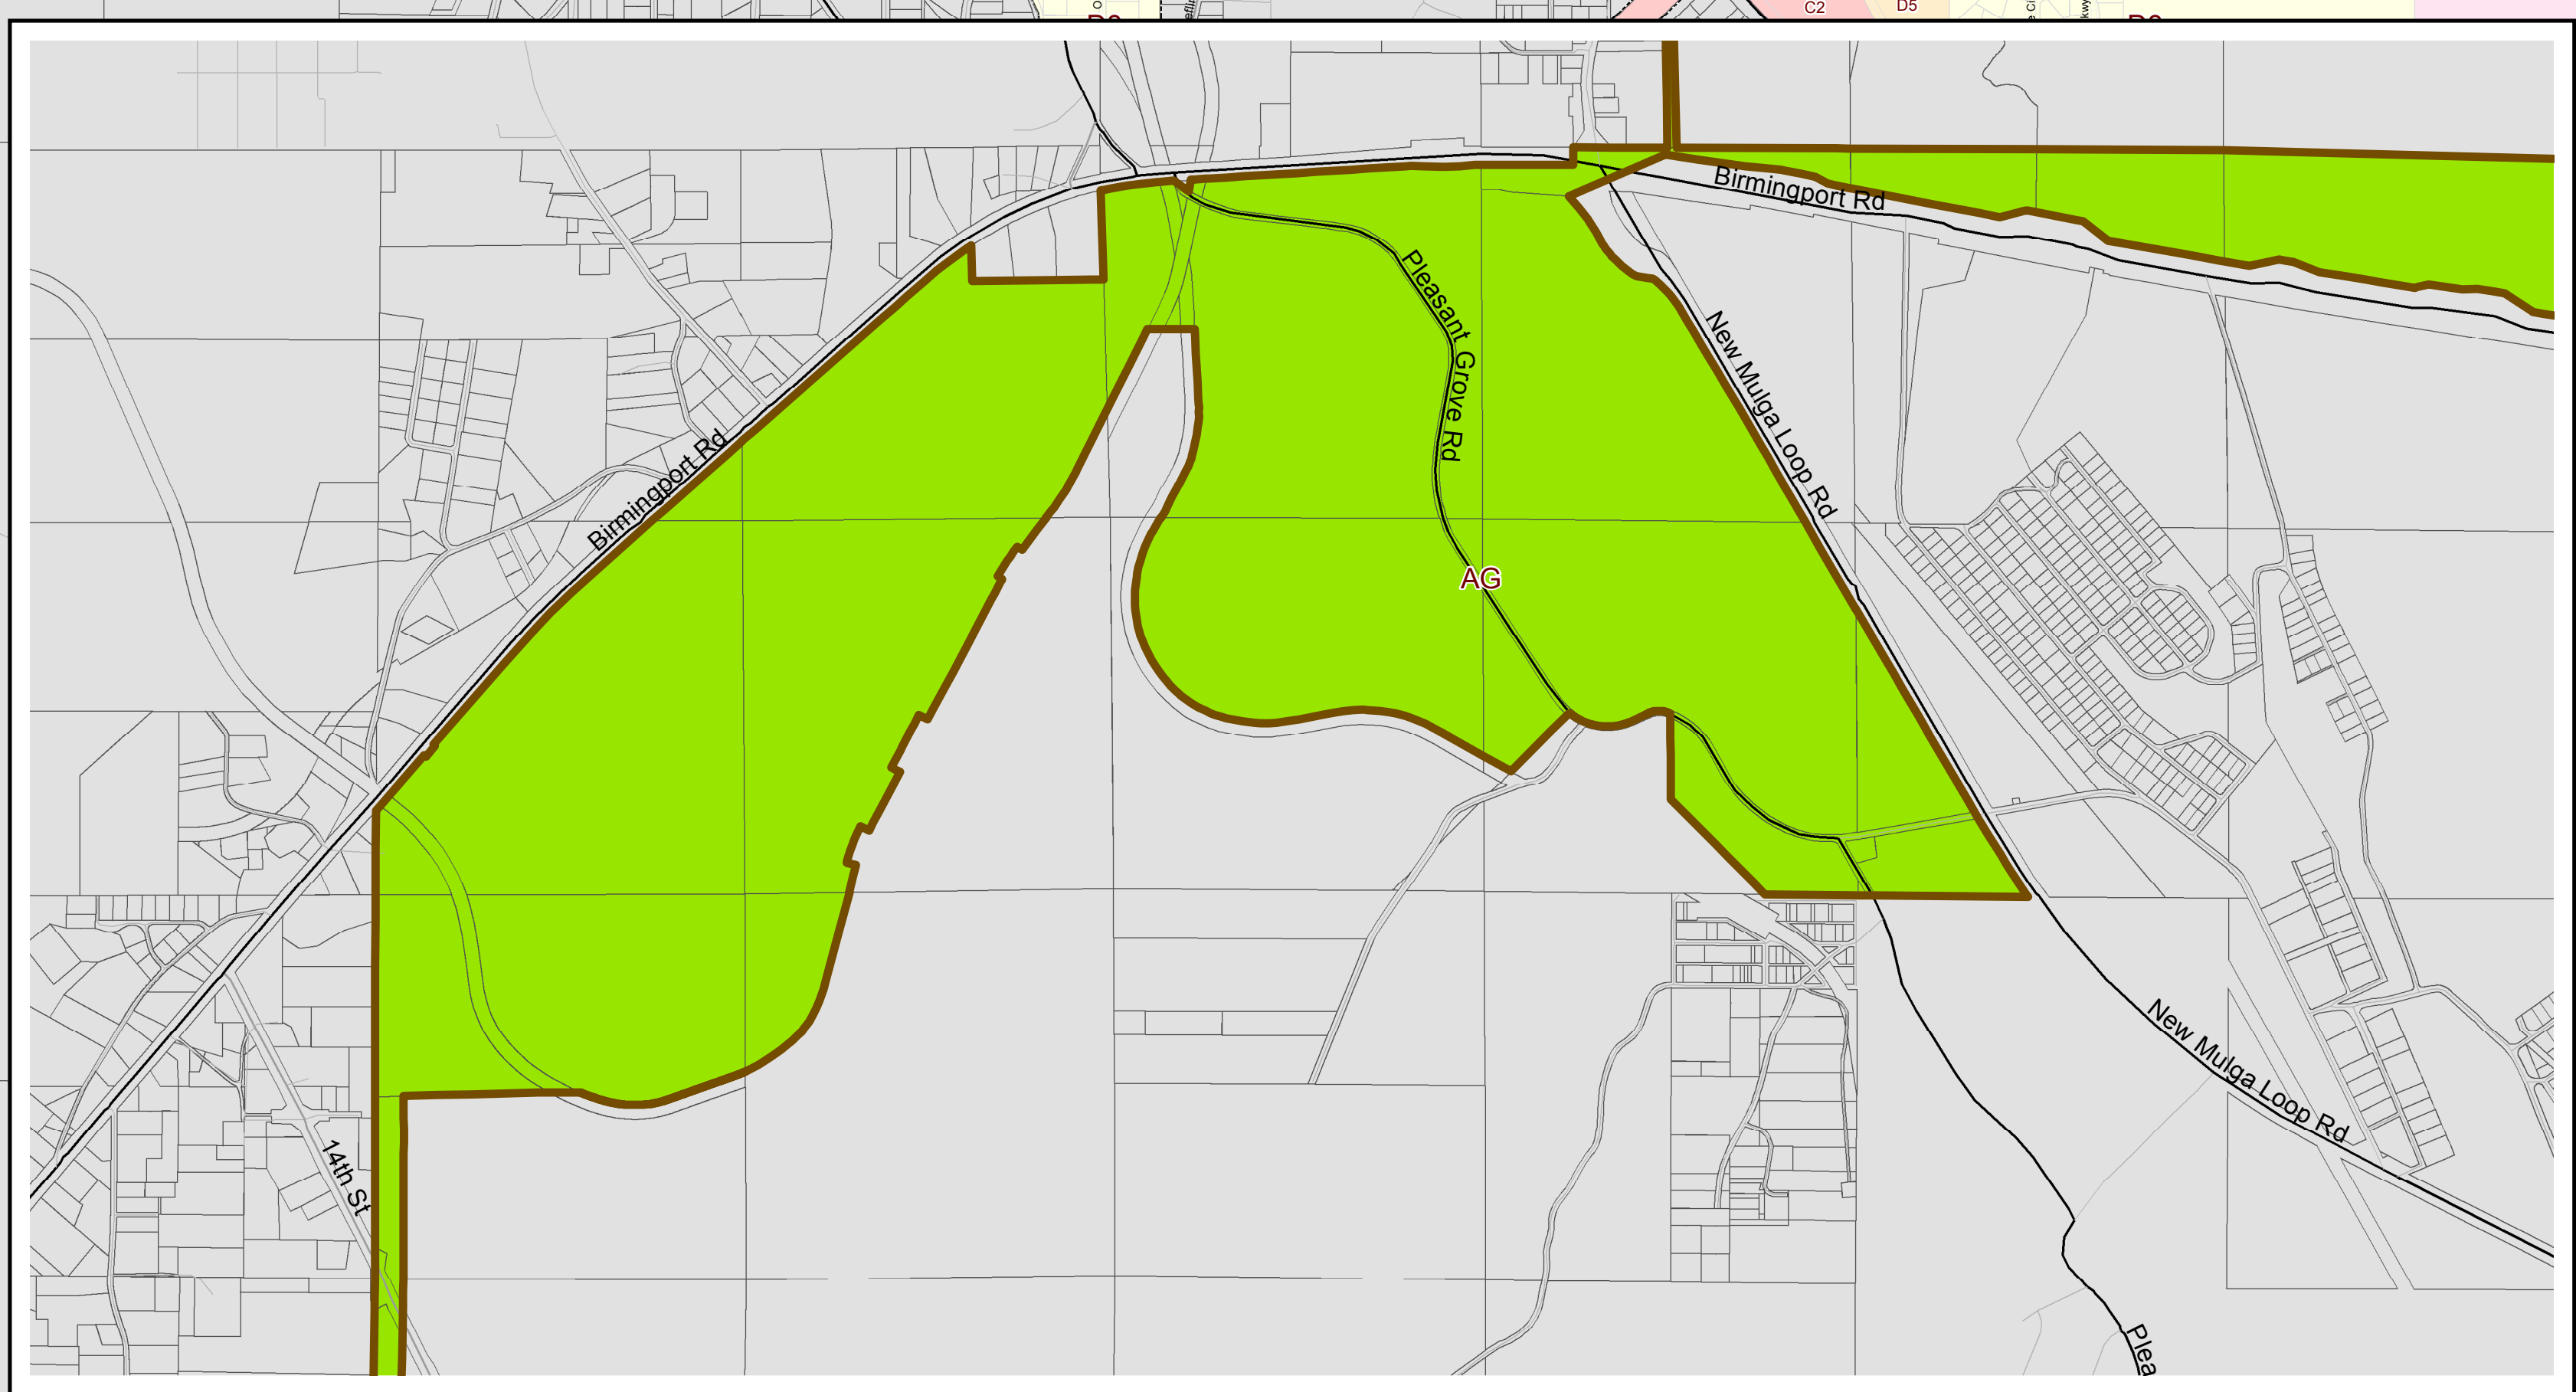 C2
D5
Birmingport Rd
Pleasant Grove Rd
New Mulga Loop Rd
Birmingport Rd
AG
New Mulga Loop Rd
14th St
Plea